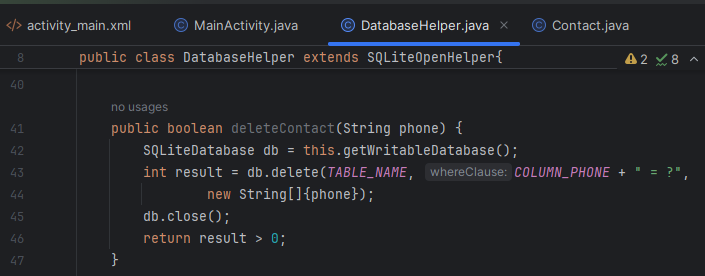 activity_main.xml MainActivity.java DatabaseHelper.java Contact.java
8 public class DatabaseHelper extends SQLiteOpenHelper{ 2 8
40
no usages
41 public boolean deleteContact(String phone) {
42 SQLiteDatabase db = this.getWritableDatabase();
43 int result = db.delete(TABLE_NAME, whereClause: COLUMN_PHONE + " = ?",
44 new String[]{phone});
45 db.close();
46 return result > 0;
47 }